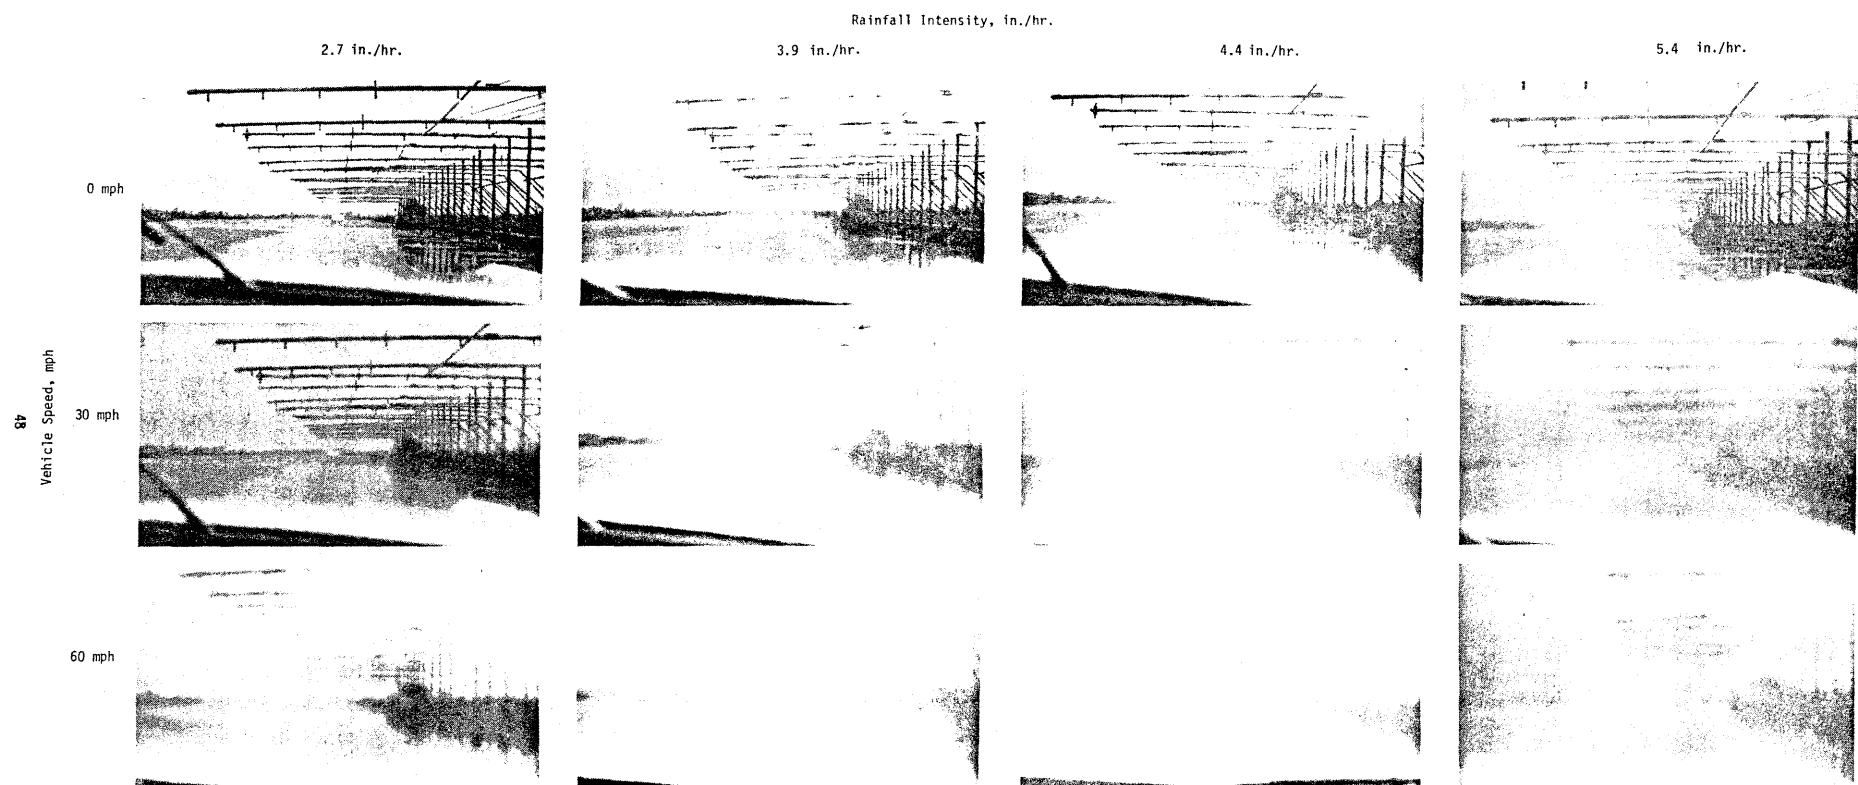 Rainfall Intensity, in./hr.
2.7 in./hr.
3.9 in./hr.
4.4 in./hr.
5.4 in./hr.
0 mph
30 mph
60 mph
Vehicle Speed, mph
48